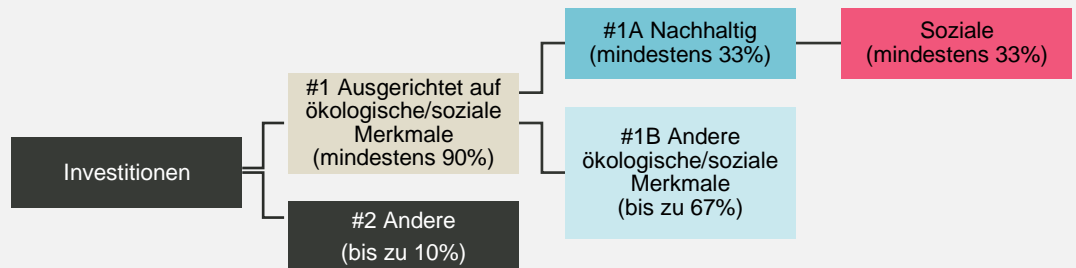 #1A Nachhaltig
(mindestens 33%)
Soziale
(mindestens 33%)
#1 Ausgerichtet auf
ökologische/soziale
Merkmale
(mindestens 90%)
#1B Andere
ökologische/soziale
Merkmale
(bis zu 67%)
Investitionen
#2 Andere
(bis zu 10%)